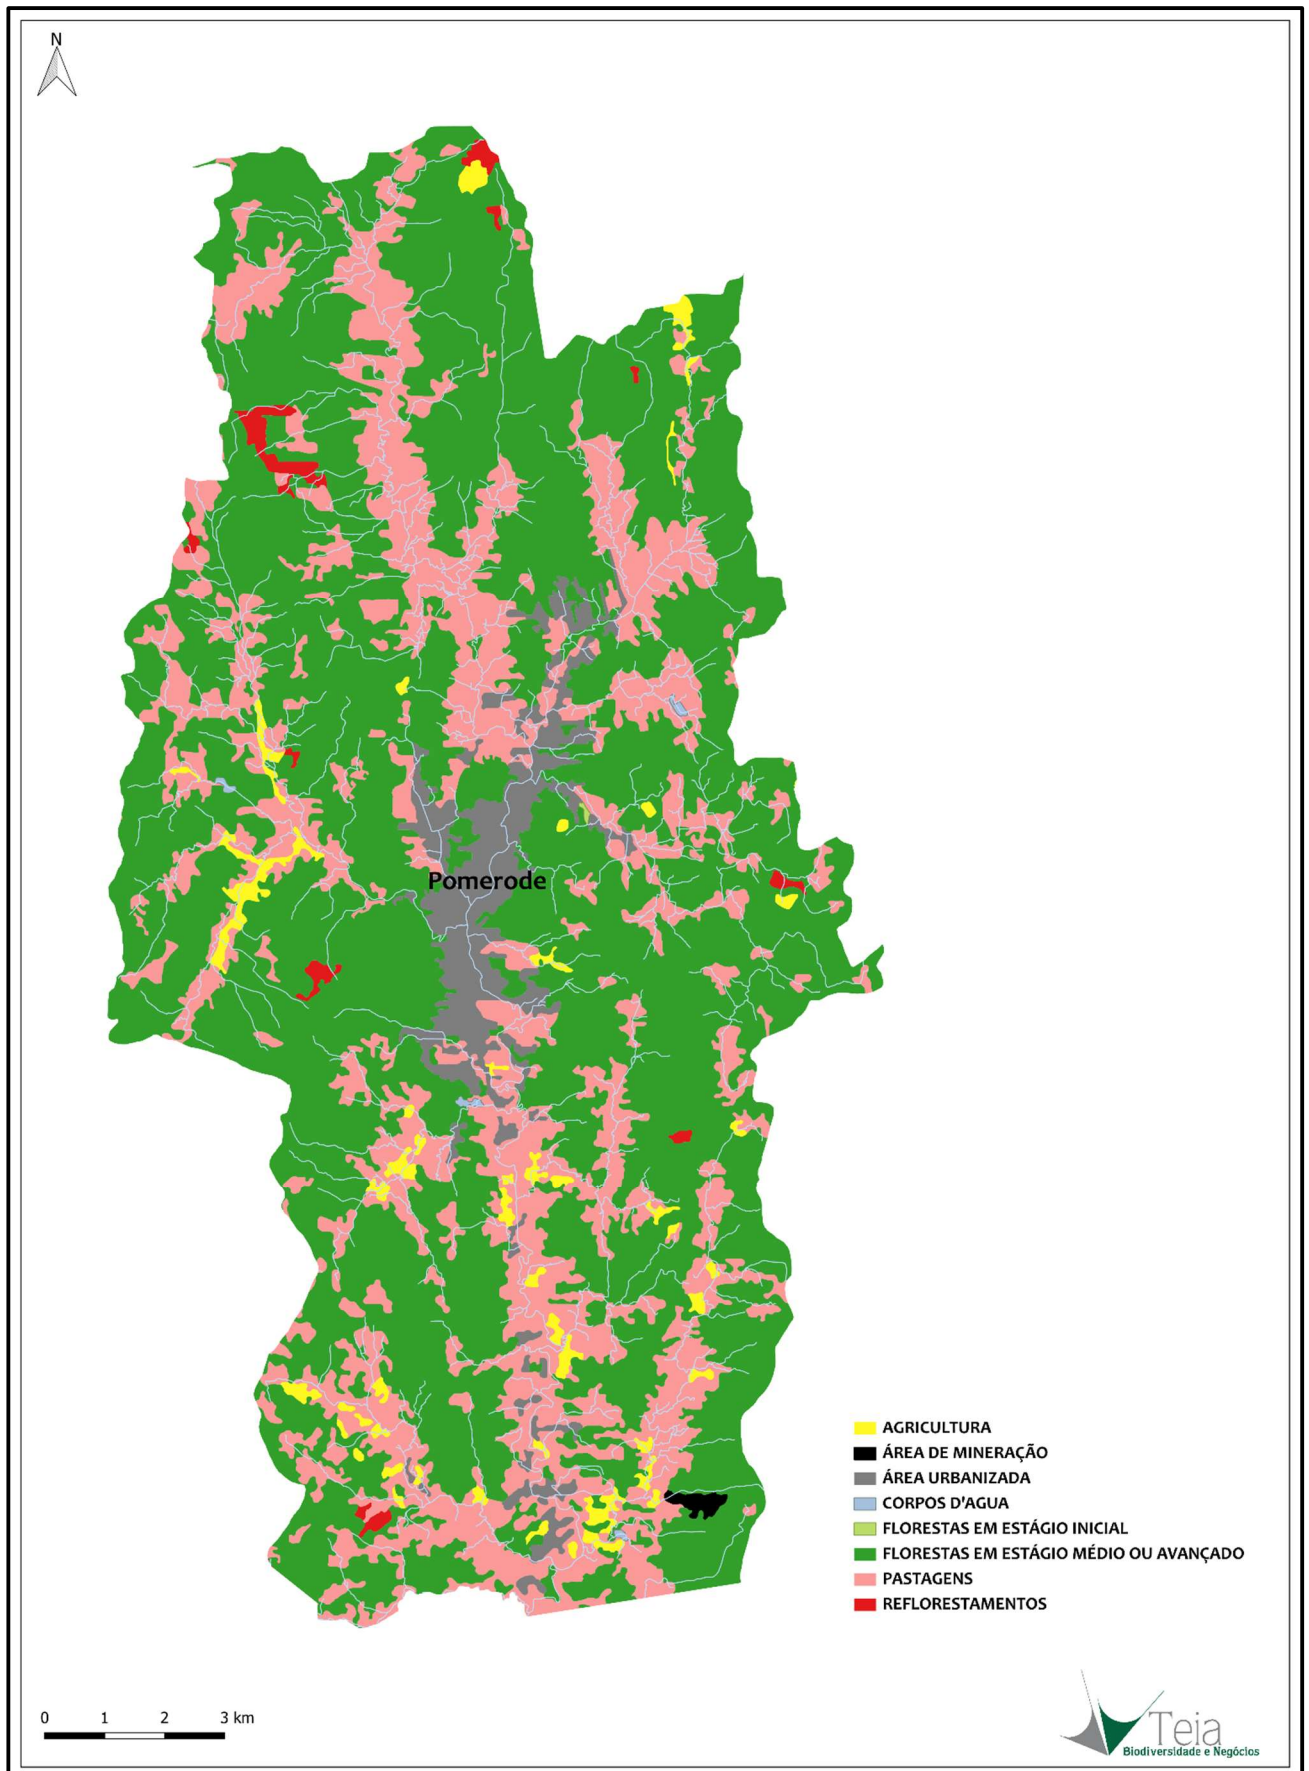 N
Pomerode
AGRICULTURA
ÁREA DE MINERAÇÃO
ÁREA URBANIZADA
CORPOS D'AGUA
FLORESTAS EM ESTÁGIO INICIAL
FLORESTAS EM ESTÁGIO MÉDIO OU AVANÇADO
PASTAGENS
REFLORESTAMENTOS
0 1 2 3 km
Teia
Biodiversidade e Negócios